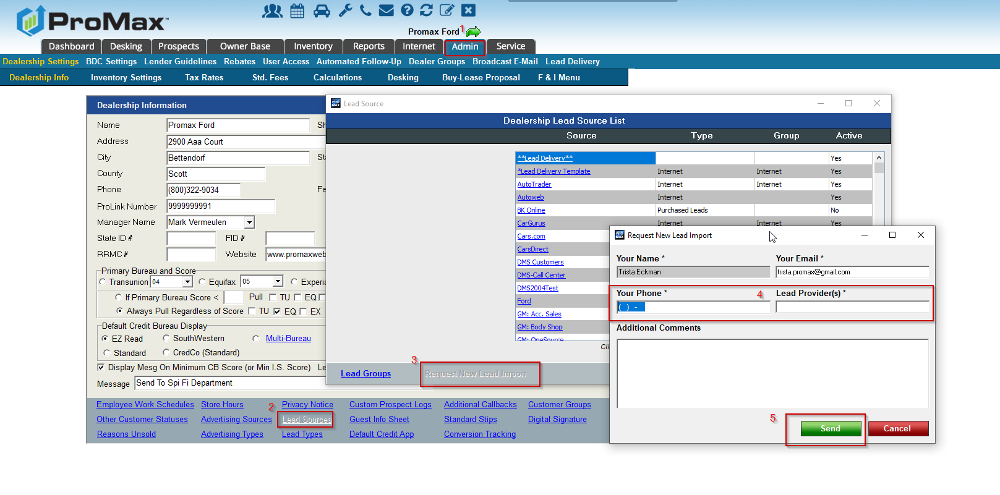 ProMax™
Promax Ford 1
Dashboard Desking Prospects Owner Base Inventory Reports Internet Admin Service
Dealership Settings BDC Settings Lender Guidelines Rebates User Access Automated Follow-Up Dealer Groups Broadcast E-Mail Lead Delivery
Dealership Info Inventory Settings Tax Rates Std. Fees Calculations Desking Buy-Lease Proposal F & I Menu
Dealership Information
Name Promax Ford
Address 2900 Aaa Court
City Bettendorf
County Scott
Phone (800)322-9034
ProLink Number 9999999991
Manager Name Mark Vermeulen
State ID # FID #
RRMC # Website www.promaxweb
Primary Bureau and Score
Transunion 04 Equifax 05 Experia
If Primary Bureau Score < Pull TU EQ
Always Pull Regardless of Score TU EQ EX
Default Credit Bureau Display
EZ Read SouthWestern Multi-Bureau
Standard CredCo (Standard)
Display Mesg On Minimum CB Score (or Min I.S. Score) Le
Message Send To Spi Fi Department
Employee Work Schedules Store Hours 2 Privacy Notice Custom Prospect Logs Additional Callbacks Customer Groups
Other Customer Statuses Advertising Sources Lead Sources Guest Info Sheet Standard Stips Digital Signature
Reasons Unsold Advertising Types Lead Types Default Credit App Conversion Tracking
PRO MAX Lead Source
Dealership Lead Source List
Source Type Group Active
**Lead Delivery** Yes
*Lead Delivery Template Internet Internet Yes
AutoTrader Internet Internet Yes
Autoweb Internet Yes
BK Online Purchased Leads No
CarGurus Internet Internet Yes
Cars.com
CarsDirect
DMS Customers
DMS-Call Center
DMS2004Test
Ford
GM: Acc. Sales
GM: Body Shop
GM: OneSource
Cli
3
Lead Groups Request New Lead Import
PRO MAX Request New Lead Import
Your Name * Your Email *
Trista Eckman trista.promax@gmail.com
Your Phone * 4 Lead Provider(s) *
( ) -
Additional Comments
5 Send Cancel